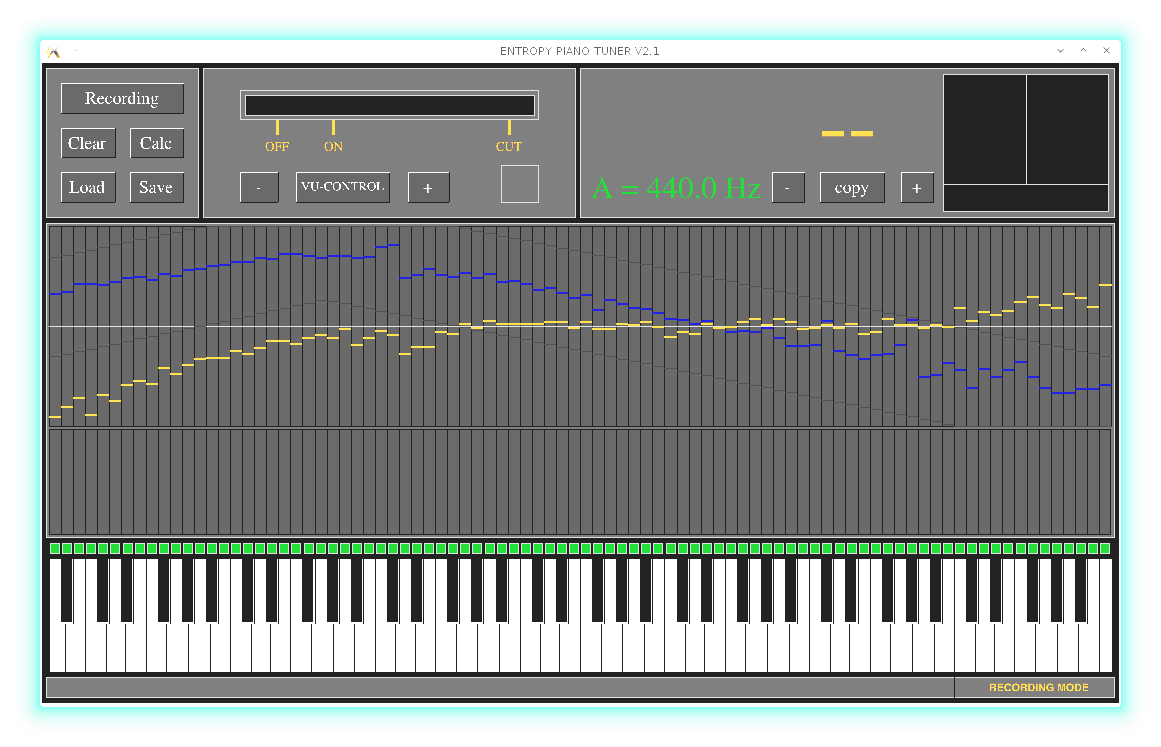 ENTROPY PIANO TUNER V2.1
Recording
Clear
Calc
Load
Save
OFF
ON
CUT
-
VU-CONTROL
+
A = 440.0 Hz
-
copy
+
RECORDING MODE